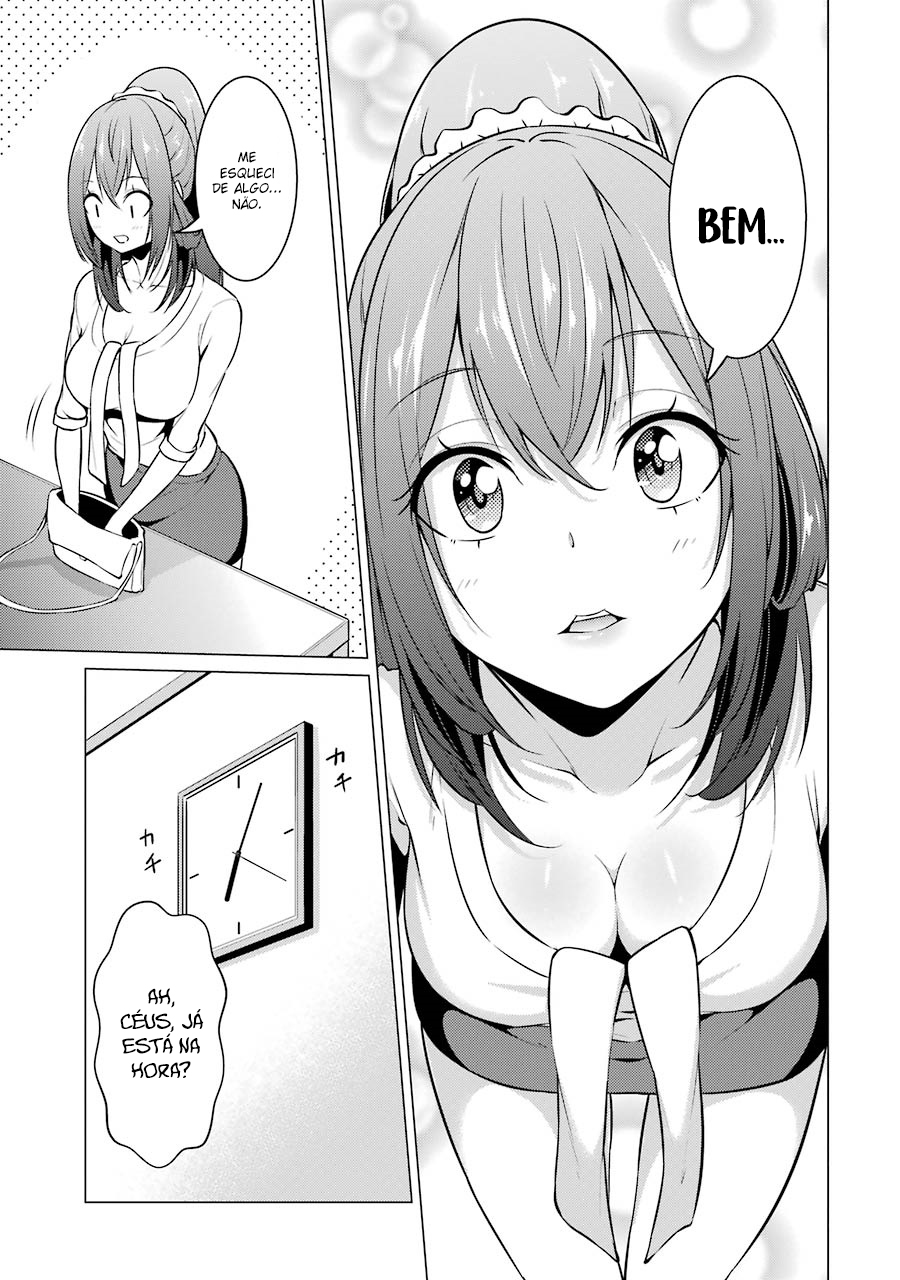 BEM...
ME
ESQUECI
DE ALGO...
NÃO.
カチ
カチ
AH,
CÉUS, JÁ
ESTÁ NA
HORA?